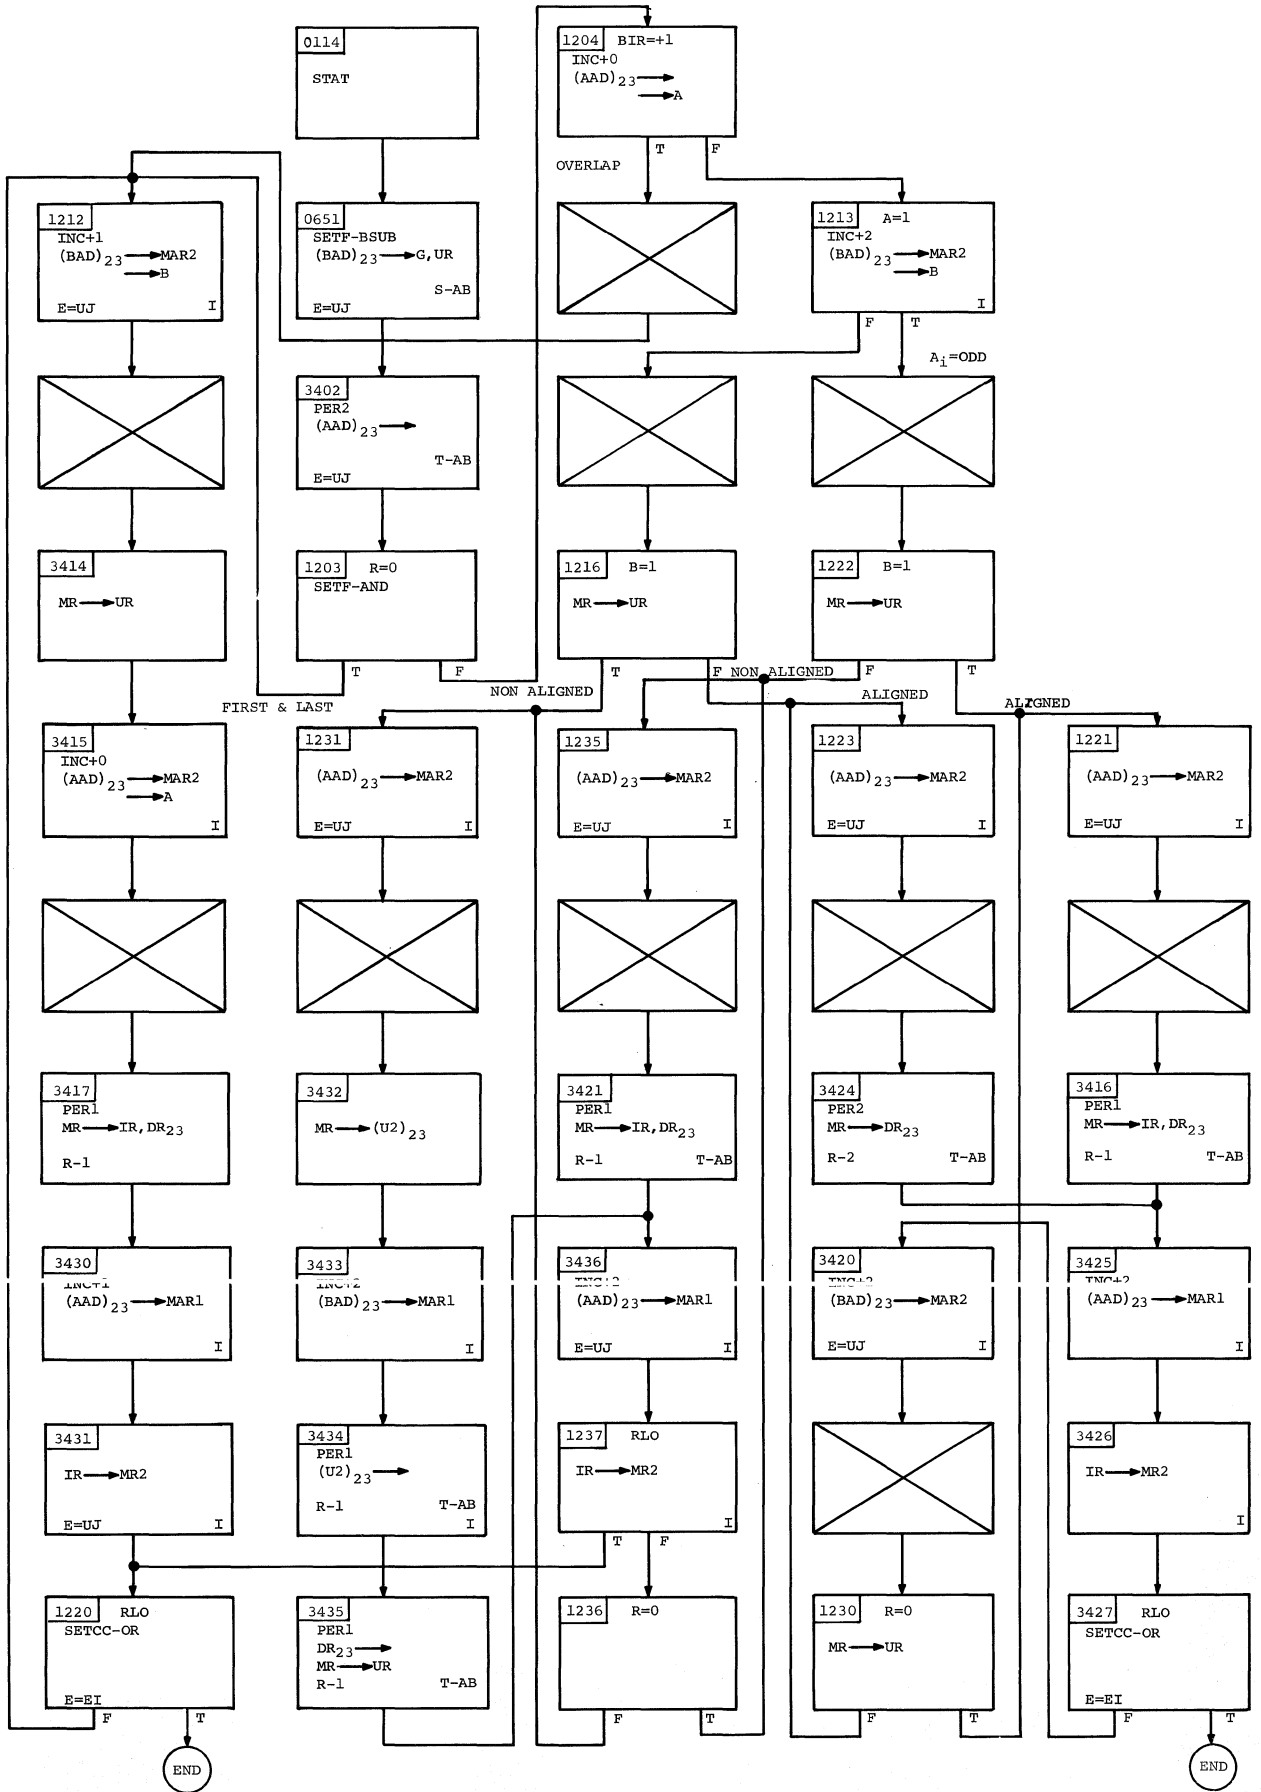 0114
STAT
1204 BIR=+1
INC+0
(AAD)23
A
T
F
OVERLAP
1212
INC+1
(BAD)23 MAR2
B
E=UJ I
0651
SETF-BSUB
(BAD)23 G,UR
S-AB
E=UJ
1213 A=1
INC+2
(BAD)23 MAR2
B
I
F T
Ai=ODD
3402
PER2
(AAD)23
T-AB
E=UJ
3414
MR UR
1203 R=0
SETF-AND
T F
FIRST & LAST
1216 B=1
MR UR
T F
NON ALIGNED
1222 B=1
MR UR
F T
NON ALIGNED
ALIGNED
ALIGNED
3415
INC+0
(AAD)23 MAR2
A
I
1231
(AAD)23 MAR2
E=UJ I
1235
(AAD)23 MAR2
E=UJ I
1223
(AAD)23 MAR2
E=UJ I
1221
(AAD)23 MAR2
E=UJ I
3417
PER1
MR IR,DR23
R-1
3432
MR (U2)23
3421
PER1
MR IR,DR23
R-1 T-AB
3424
PER2
MR DR23
R-2 T-AB
3416
PER1
MR IR,DR23
R-1 T-AB
3430
INC+1
(AAD)23 MAR1
I
3433
INC+2
(BAD)23 MAR1
I
3436
INC+2
(AAD)23 MAR1
E=UJ I
3420
(BAD)23 MAR2
E=UJ I
3425
INC+2
(AAD)23 MAR1
I
3431
IR MR2
E=UJ I
3434
PER1
(U2)23
R-1 T-AB
I
1237 RLO
IR MR2
I
T F
3426
IR MR2
I
1220 RLO
SETCC-OR
E=EI
F T
END
3435
PER1
DR23
MR UR
R-1 T-AB
1236 R=0
F T
1230 R=0
MR UR
F T
3427 RLO
SETCC-OR
E=EI
F T
END